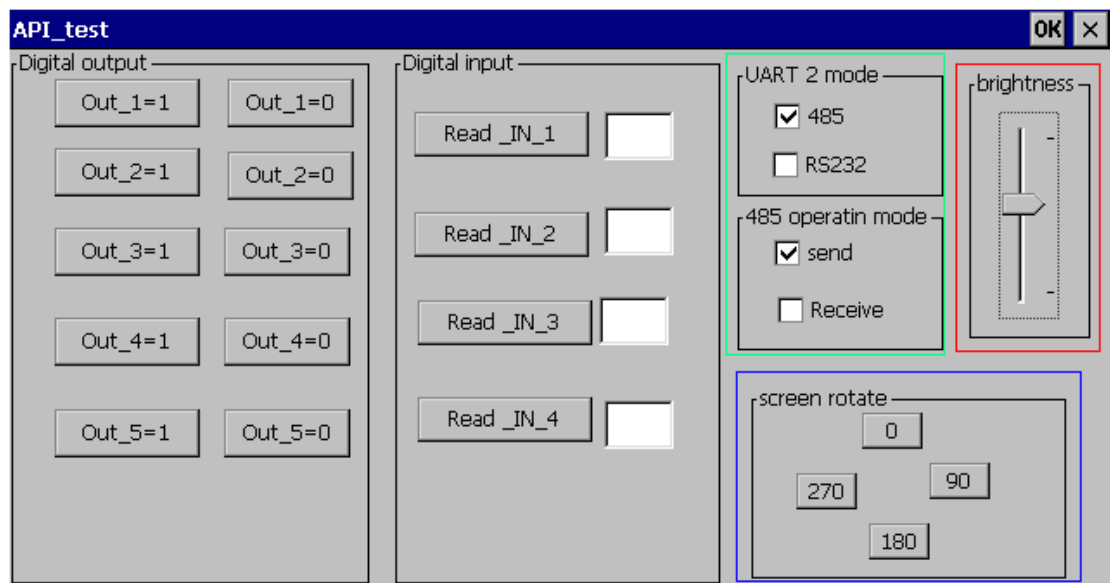 API_test
OK
Digital output
Out_1=1 Out_1=0
Out_2=1 Out_2=0
Out_3=1 Out_3=0
Out_4=1 Out_4=0
Out_5=1 Out_5=0
Digital input
Read _IN_1
Read _IN_2
Read _IN_3
Read _IN_4
UART 2 mode
485
RS232
485 operatin mode
send
Receive
brightness
screen rotate
0
270 90
180